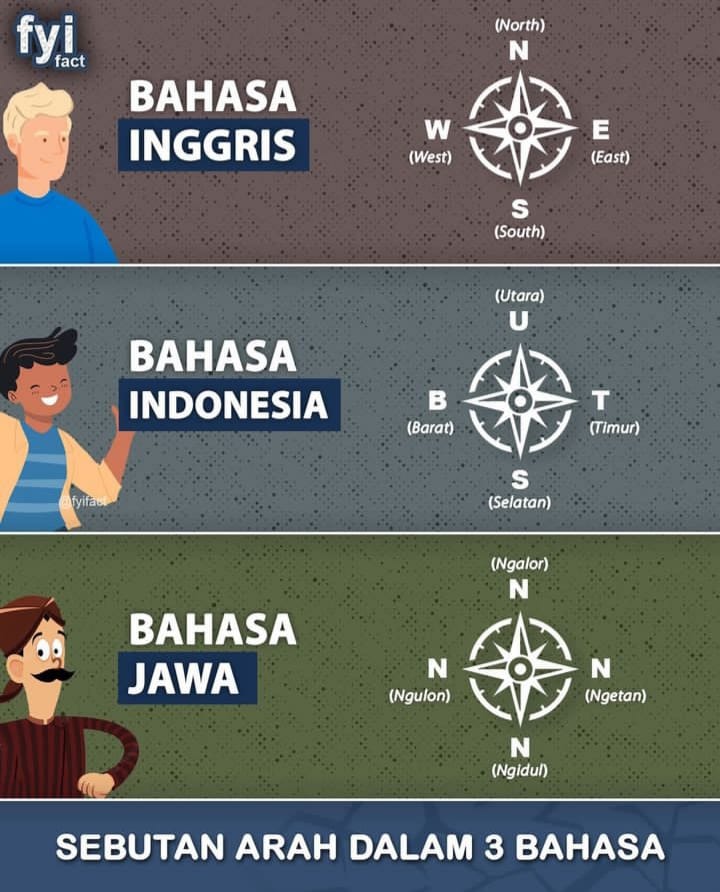 fyi
fact
BAHASA
INGGRIS
(North)
N
W
(West)
E
(East)
S
(South)
BAHASA
INDONESIA
(Utara)
U
B
(Barat)
T
(Timur)
S
(Selatan)
@fyifact
BAHASA
JAWA
(Ngalor)
N
N
(Ngulon)
N
(Ngetan)
N
(Ngidul)
SEBUTAN ARAH DALAM 3 BAHASA